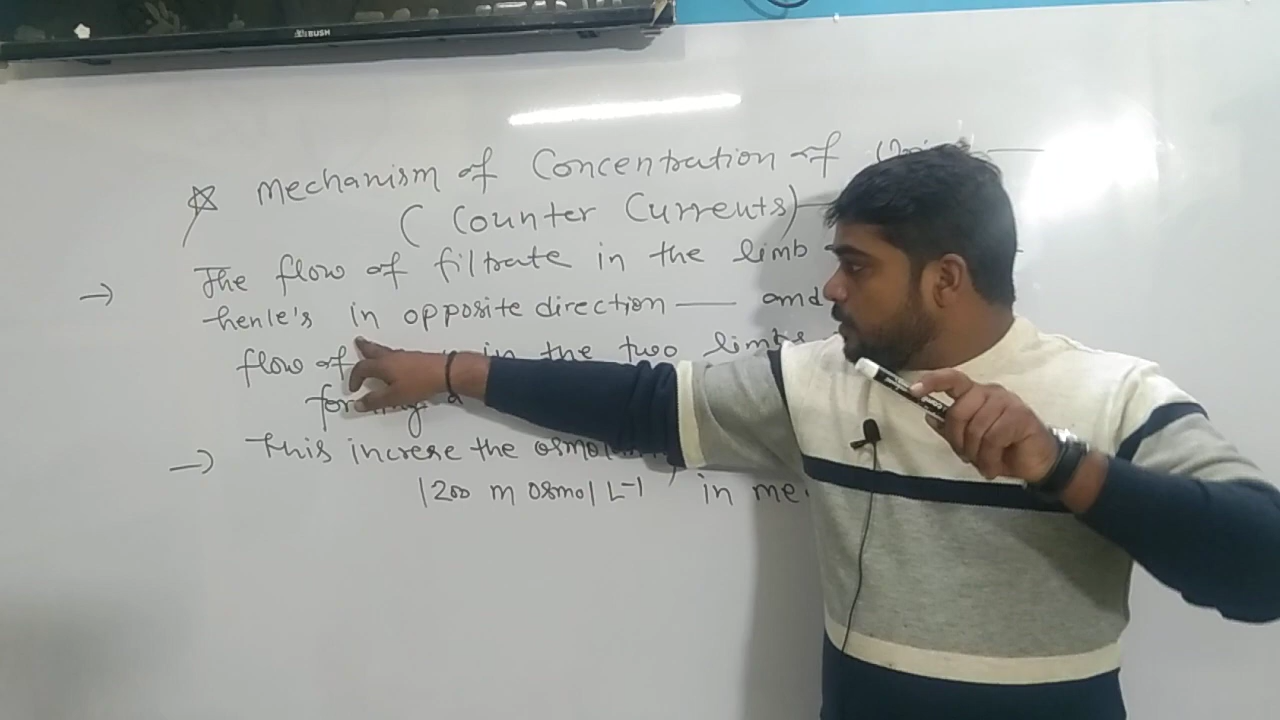 BUSH
☆ Mechanism of Concentration of
( Counter Currents) —
→ The flow of filtrate in the limb
henle's in opposite direction — and
flow of in the two limbs
→ This increse the
1200 m osmol L-1 in